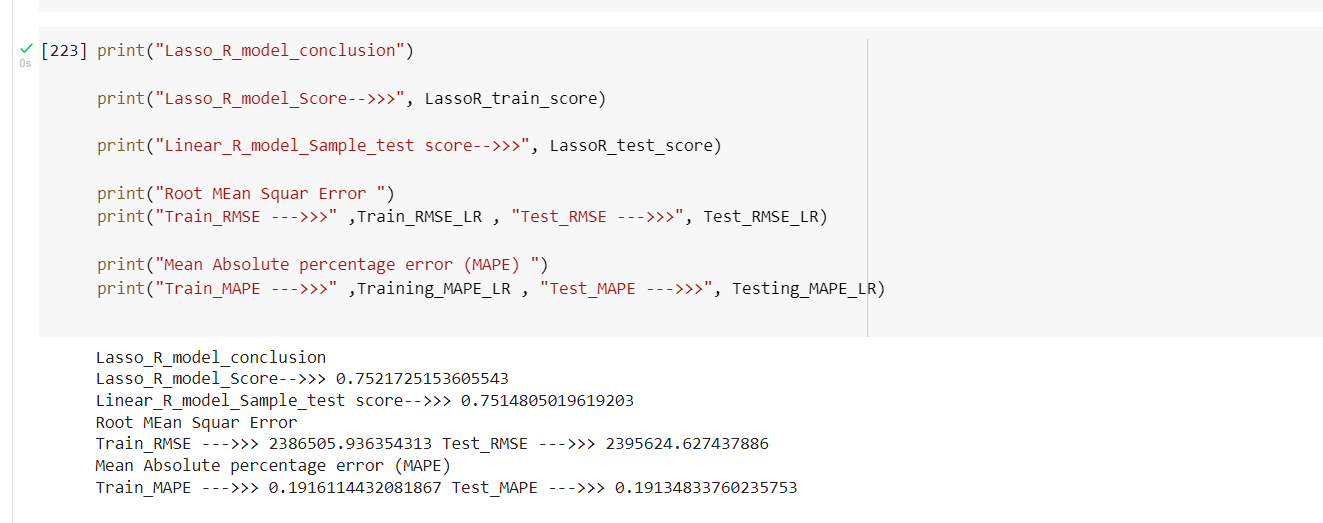 [223] print("Lasso_R_model_conclusion")
0s
print("Lasso_R_model_Score-->>>", LassoR_train_score)
print("Linear_R_model_Sample_test score-->>>", LassoR_test_score)
print("Root MEan Squar Error ")
print("Train_RMSE --->>>" ,Train_RMSE_LR , "Test_RMSE --->>>", Test_RMSE_LR)
print("Mean Absolute percentage error (MAPE) ")
print("Train_MAPE --->>>" ,Training_MAPE_LR , "Test_MAPE --->>>", Testing_MAPE_LR)
Lasso_R_model_conclusion
Lasso_R_model_Score-->>> 0.7521725153605543
Linear_R_model_Sample_test score-->>> 0.7514805019619203
Root MEan Squar Error
Train_RMSE --->>> 2386505.936354313 Test_RMSE --->>> 2395624.627437886
Mean Absolute percentage error (MAPE)
Train_MAPE --->>> 0.1916114432081867 Test_MAPE --->>> 0.19134833760235753